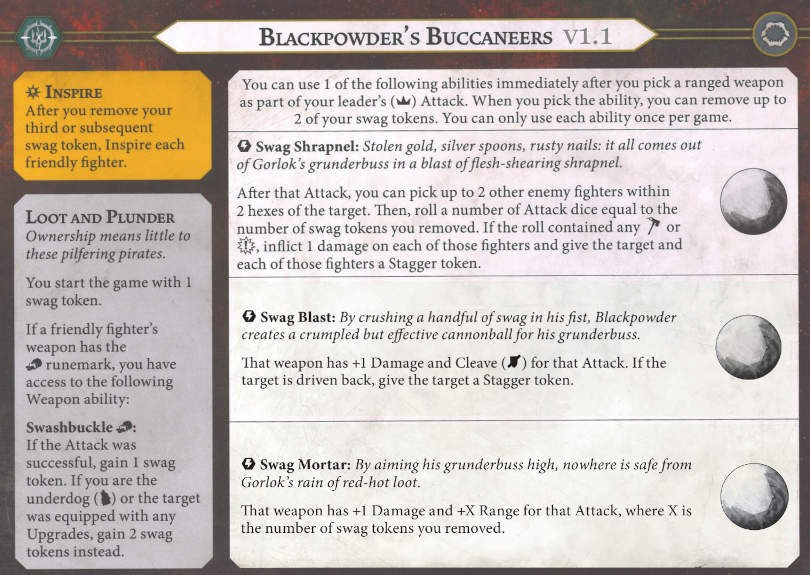 BLACKPOWDER'S BUCCANEERS V1.1
INSPIRE
After you remove your
third or subsequent
swag token, Inspire each
friendly fighter.
LOOT AND PLUNDER
Ownership means little to
these pilfering pirates.
You start the game with 1
swag token.
If a friendly fighter's
weapon has the
runemark, you have
access to the following
Weapon ability:
Swashbuckle :
If the Attack was
successful, gain 1 swag
token. If you are the
underdog ( ) or the target
was equipped with any
Upgrades, gain 2 swag
tokens instead.
You can use 1 of the following abilities immediately after you pick a ranged weapon
as part of your leader's ( ) Attack. When you pick the ability, you can remove up to
2 of your swag tokens. You can only use each ability once per game.
Swag Shrapnel: Stolen gold, silver spoons, rusty nails: it all comes out
of Gorlok's grunderbuss in a blast of flesh-shearing shrapnel.
After that Attack, you can pick up to 2 other enemy fighters within
2 hexes of the target. Then, roll a number of Attack dice equal to the
number of swag tokens you removed. If the roll contained any or
, inflict 1 damage on each of those fighters and give the target and
each of those fighters a Stagger token.
Swag Blast: By crushing a handful of swag in his fist, Blackpowder
creates a crumpled but effective cannonball for his grunderbuss.
That weapon has +1 Damage and Cleave ( ) for that Attack. If the
target is driven back, give the target a Stagger token.
Swag Mortar: By aiming his grunderbuss high, nowhere is safe from
Gorlok's rain of red-hot loot.
That weapon has +1 Damage and +X Range for that Attack, where X is
the number of swag tokens you removed.